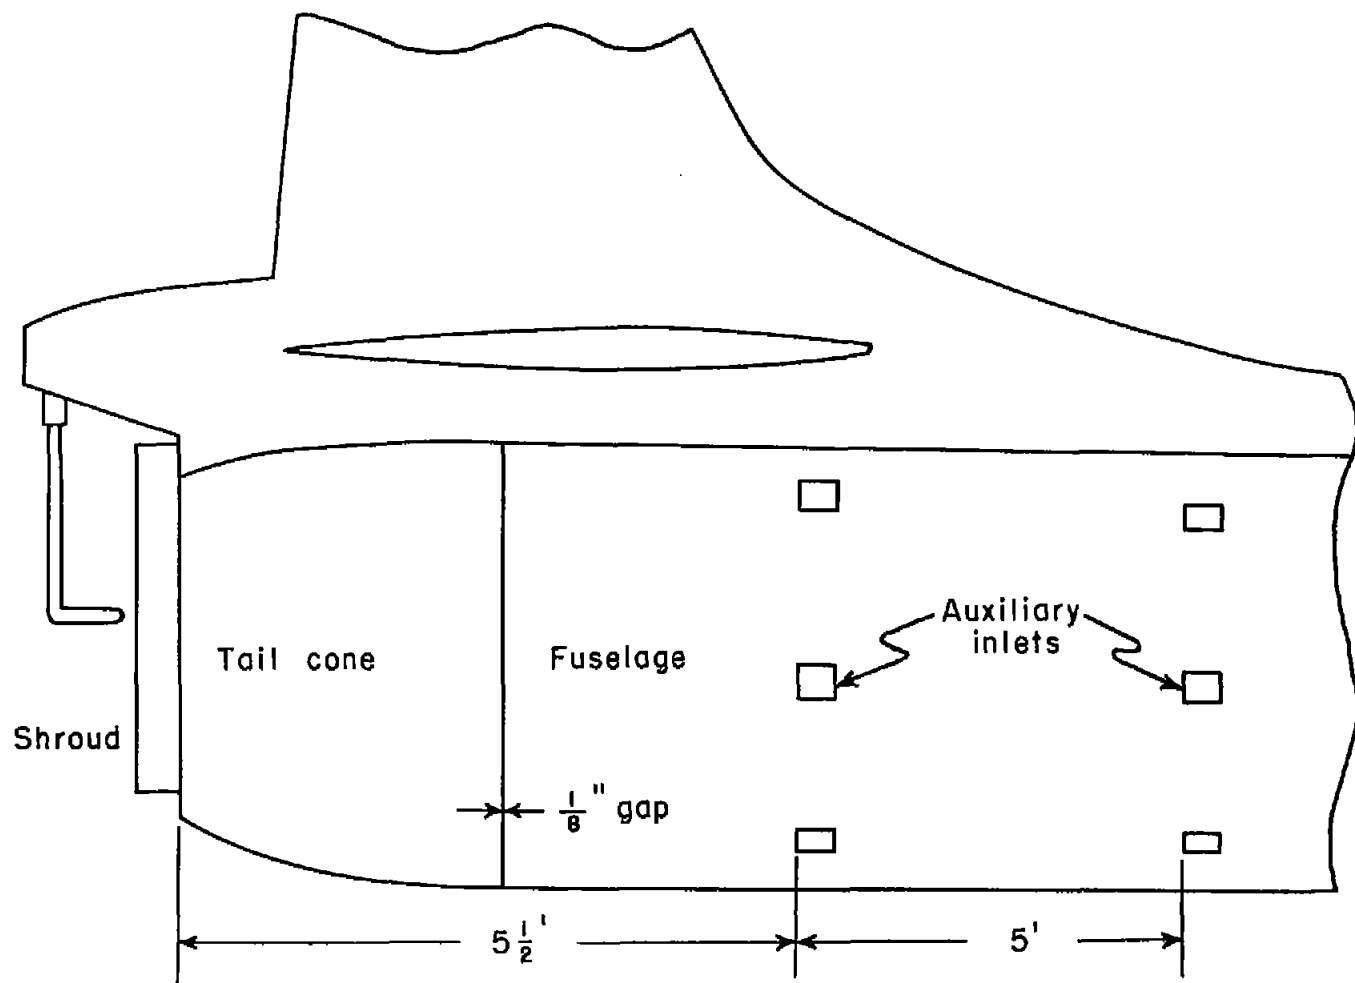 Auxiliary
inlets
Tail cone
Fuselage
Shroud
1/8" gap
5 1/2'
5'